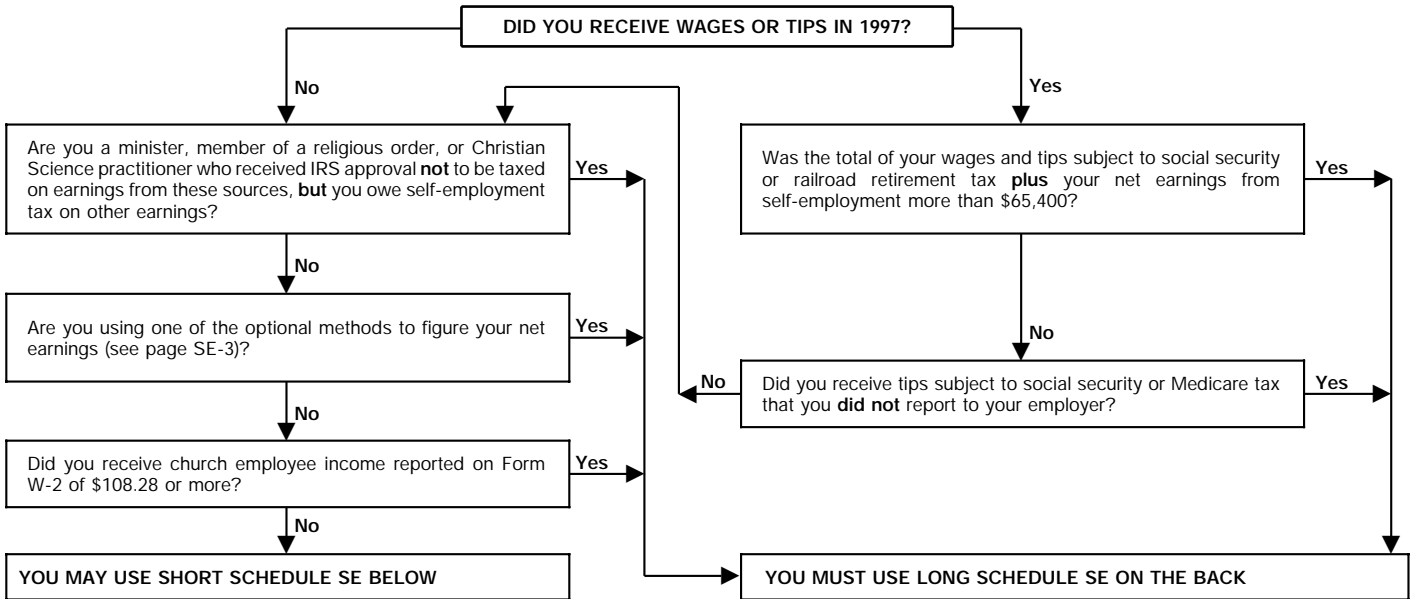 DID YOU RECEIVE WAGES OR TIPS IN 1997?
No
Yes
Are you a minister, member of a religious order, or Christian
Science practitioner who received IRS approval not to be taxed
on earnings from these sources, but you owe self-employment
tax on other earnings?
Yes
Was the total of your wages and tips subject to social security
or railroad retirement tax plus your net earnings from
self-employment more than $65,400?
Yes
No
No
Are you using one of the optional methods to figure your net
earnings (see page SE-3)?
Yes
Did you receive tips subject to social security or Medicare tax
that you did not report to your employer?
No
Yes
No
Did you receive church employee income reported on Form
W-2 of $108.28 or more?
Yes
No
YOU MAY USE SHORT SCHEDULE SE BELOW
YOU MUST USE LONG SCHEDULE SE ON THE BACK